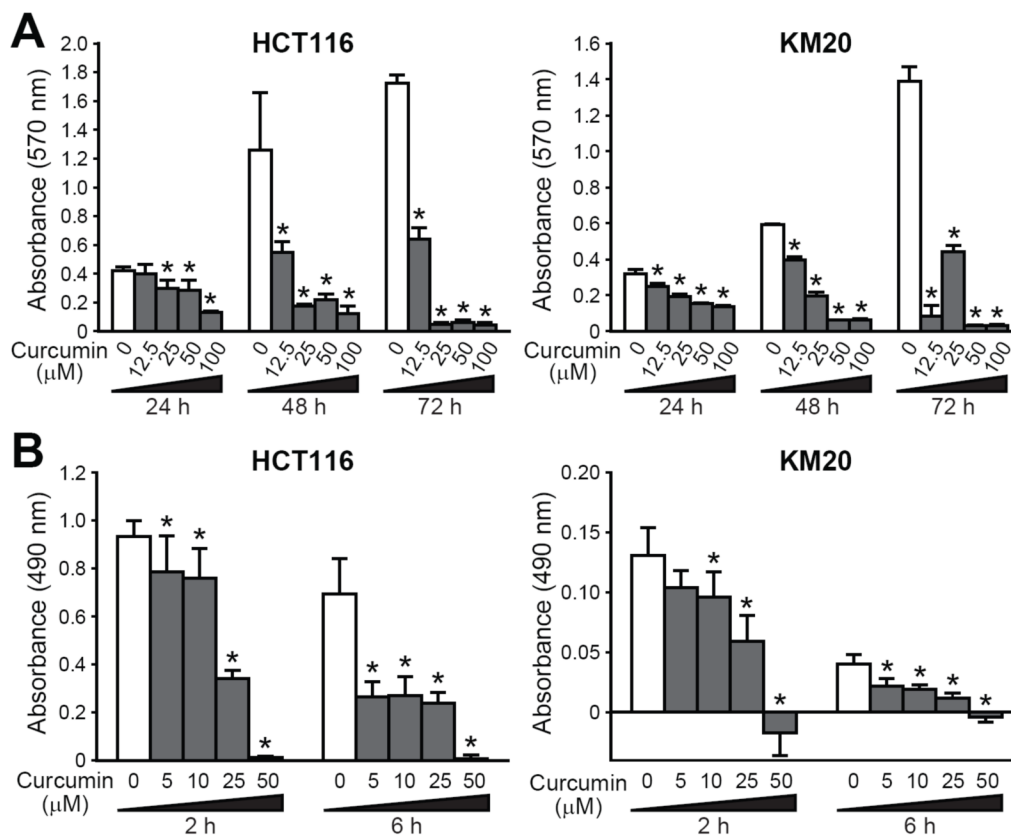 A
HCT116
Absorbance (570 nm)
2.0
1.8
1.6
1.4
1.2
1.0
0.8
0.6
0.4
0.2
0
* * *
* * * *
* * * *
Curcumin
(μM)
0 12.5 25 50 100
0 12.5 25 50 100
0 12.5 25 50 100
24 h 48 h 72 h
KM20
Absorbance (570 nm)
1.6
1.4
1.2
1.0
0.8
0.6
0.4
0.2
0
* * * *
* * * *
* * * *
Curcumin
(μM)
0 12.5 25 50 100
0 12.5 25 50 100
0 12.5 25 50 100
24 h 48 h 72 h
B
HCT116
Absorbance (490 nm)
1.2
1.0
0.8
0.6
0.4
0.2
0
* * * *
* * * *
Curcumin
(μM)
0 5 10 25 50
0 5 10 25 50
2 h 6 h
KM20
Absorbance (490 nm)
0.20
0.15
0.10
0.05
0
* * *
* * * *
Curcumin
(μM)
0 5 10 25 50
0 5 10 25 50
2 h 6 h